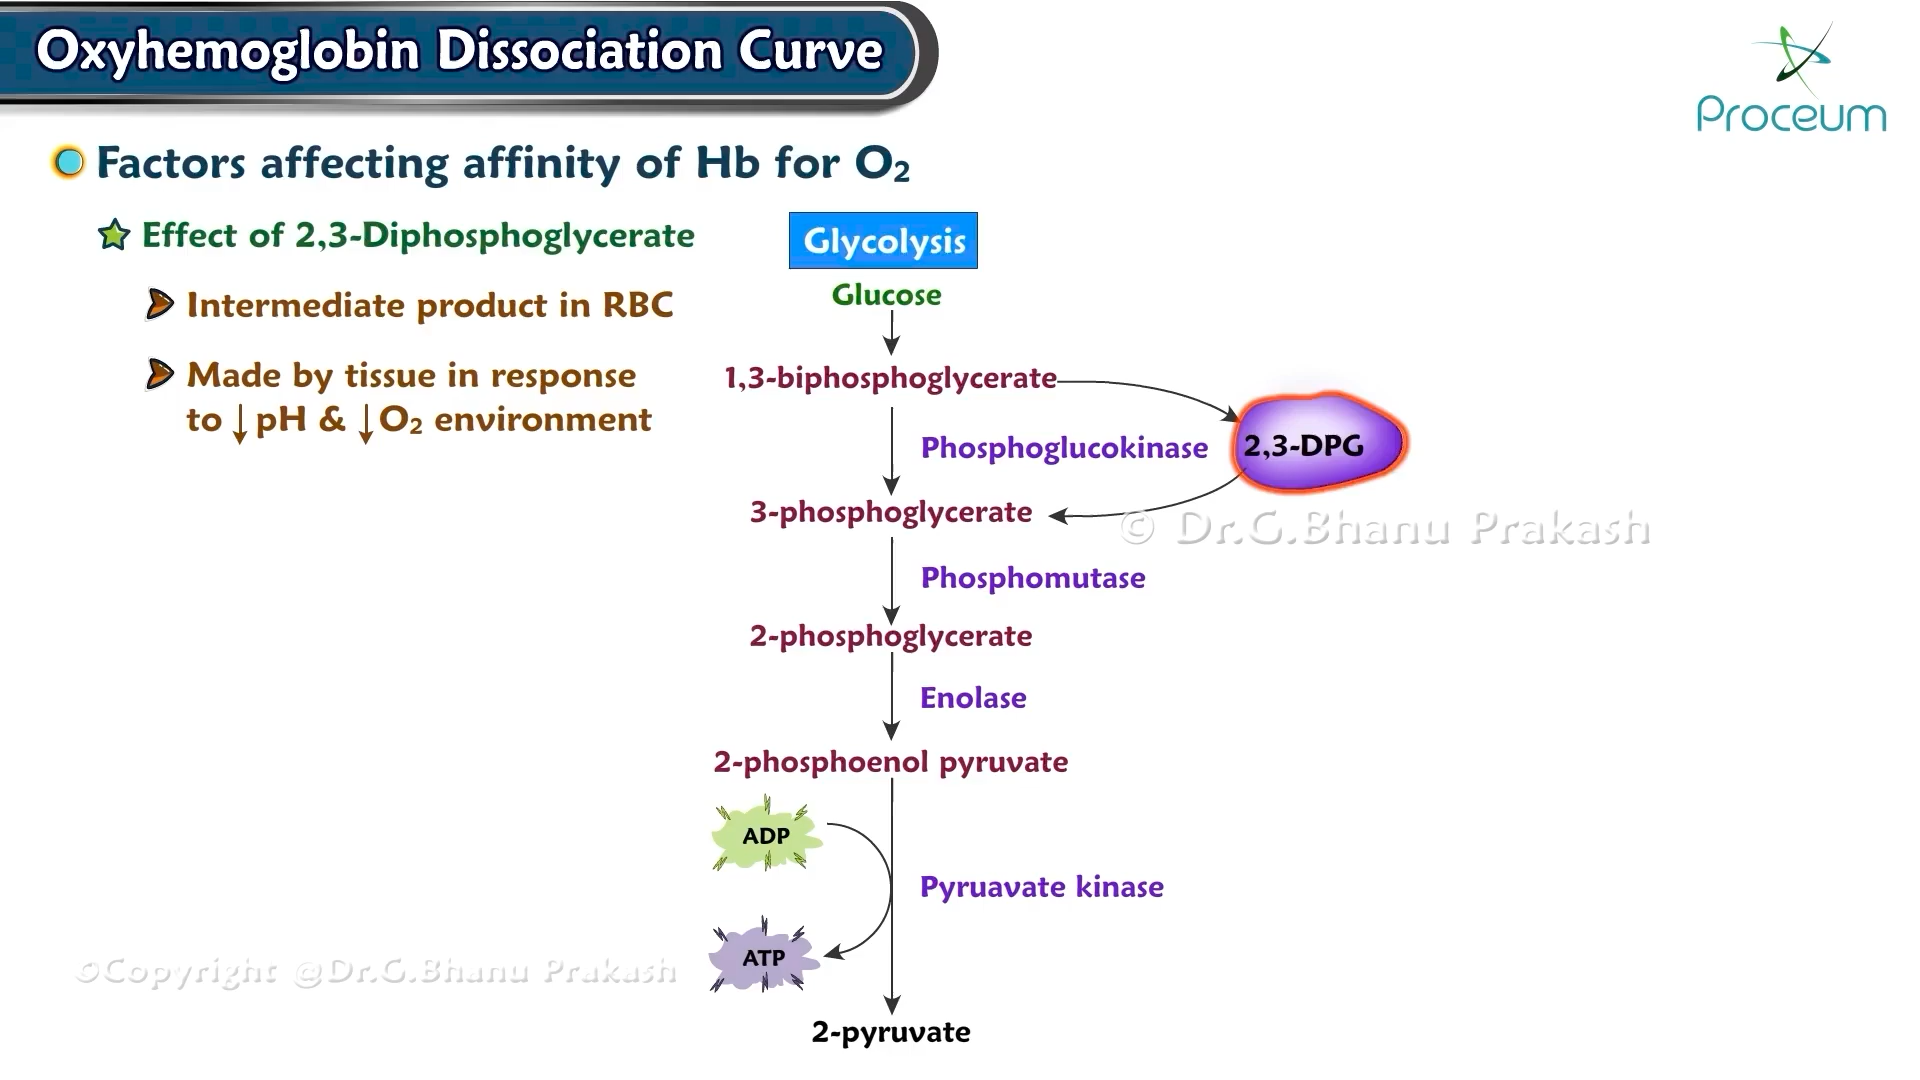 Oxyhemoglobin Dissociation Curve
Proceum
Factors affecting affinity of Hb for O₂
Effect of 2,3-Diphosphoglycerate
Intermediate product in RBC
Made by tissue in response
to ↓ pH & ↓ O₂ environment
Glycolysis
Glucose
1,3-biphosphoglycerate
Phosphoglucokinase
2,3-DPG
3-phosphoglycerate
© Dr.G.Bhanu Prakash
Phosphomutase
2-phosphoglycerate
Enolase
2-phosphoenol pyruvate
ADP
Pyruavate kinase
ATP
©Copyright @Dr.G.Bhanu Prakash
2-pyruvate